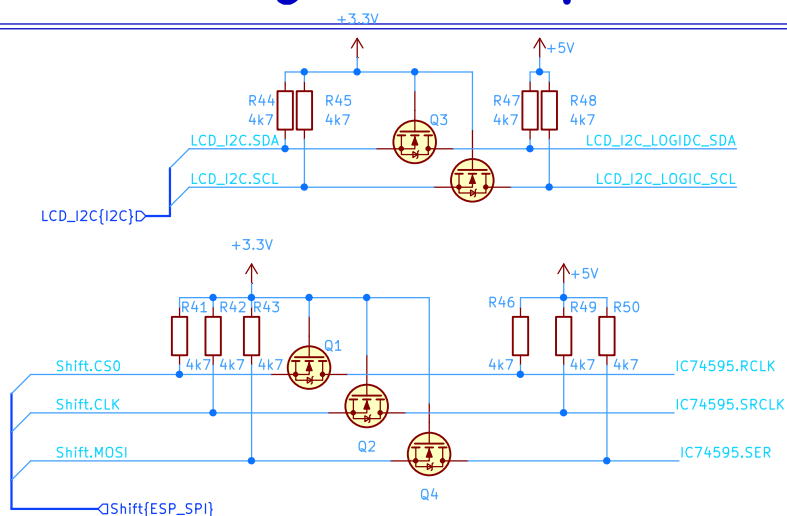 +3.3V
+5V
R44 R45 R47 R48
4k7 4k7 4k7 4k7
Q3
LCD_I2C.SDA LCD_I2C_LOGIDC_SDA
LCD_I2C.SCL LCD_I2C_LOGIC_SCL
LCD_I2C{I2C}
+3.3V
+5V
R41 R42 R43 R46 R49 R50
Q1
4k7 4k7 4k7 4k7 4k7 4k7
Shift.CS0 IC74595.RCLK
Shift.CLK IC74595.SRCLK
Q2
Shift.MOSI IC74595.SER
Q4
Shift{ESP_SPI}